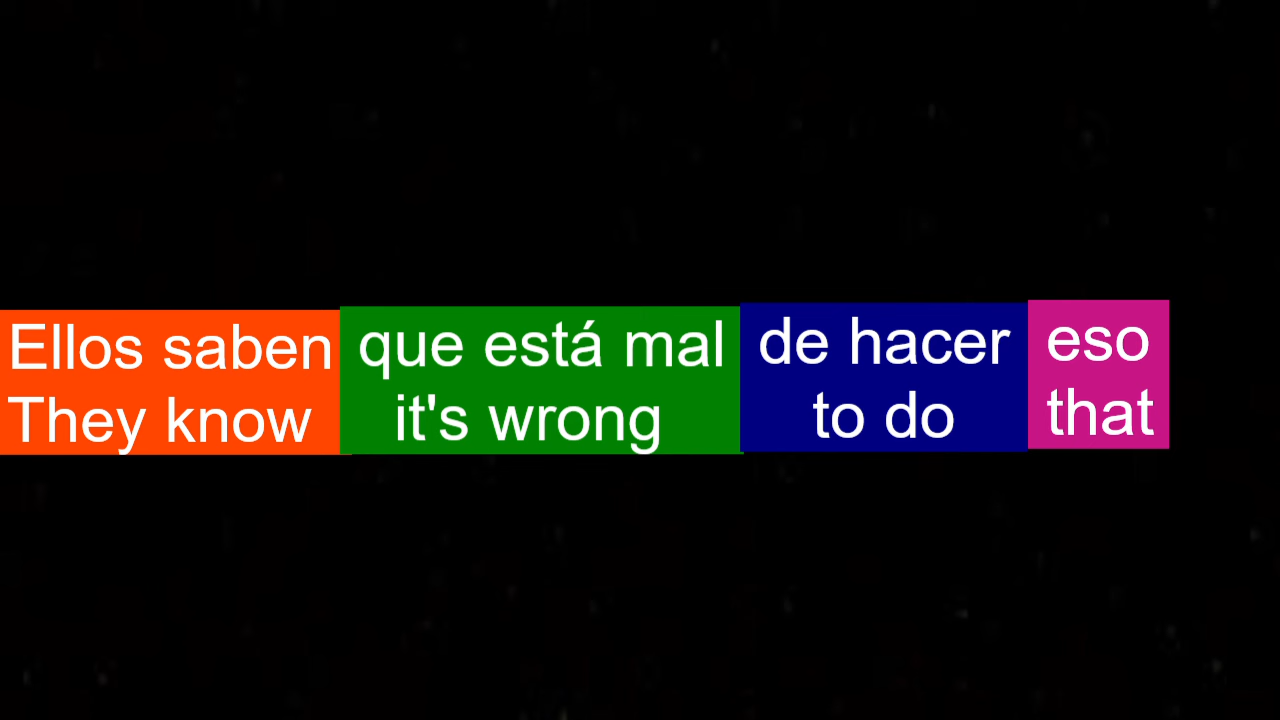 Ellos saben que está mal de hacer eso
They know it's wrong to do that